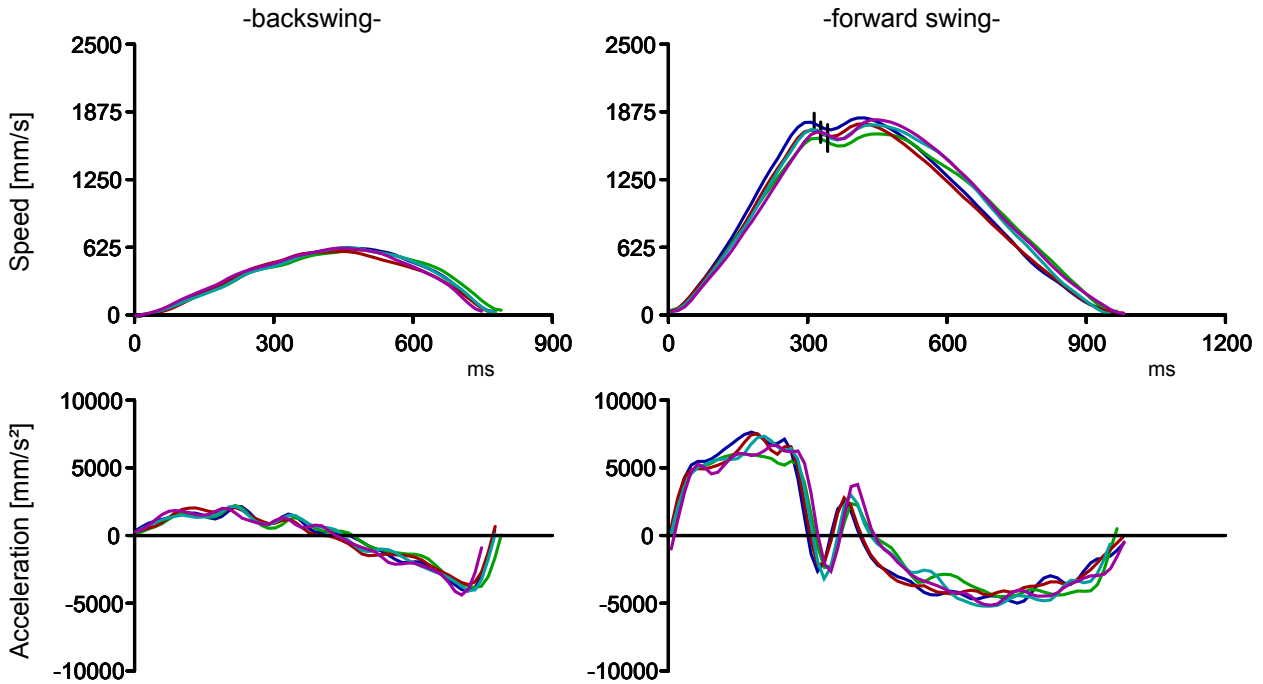 -backswing-
-forward swing-
Speed [mm/s]
2500
1875
1250
625
0
0 300 600 900
ms
2500
1875
1250
625
0
0 300 600 900 1200
ms
Acceleration [mm/s²]
10000
5000
0
-5000
-10000
10000
5000
0
-5000
-10000